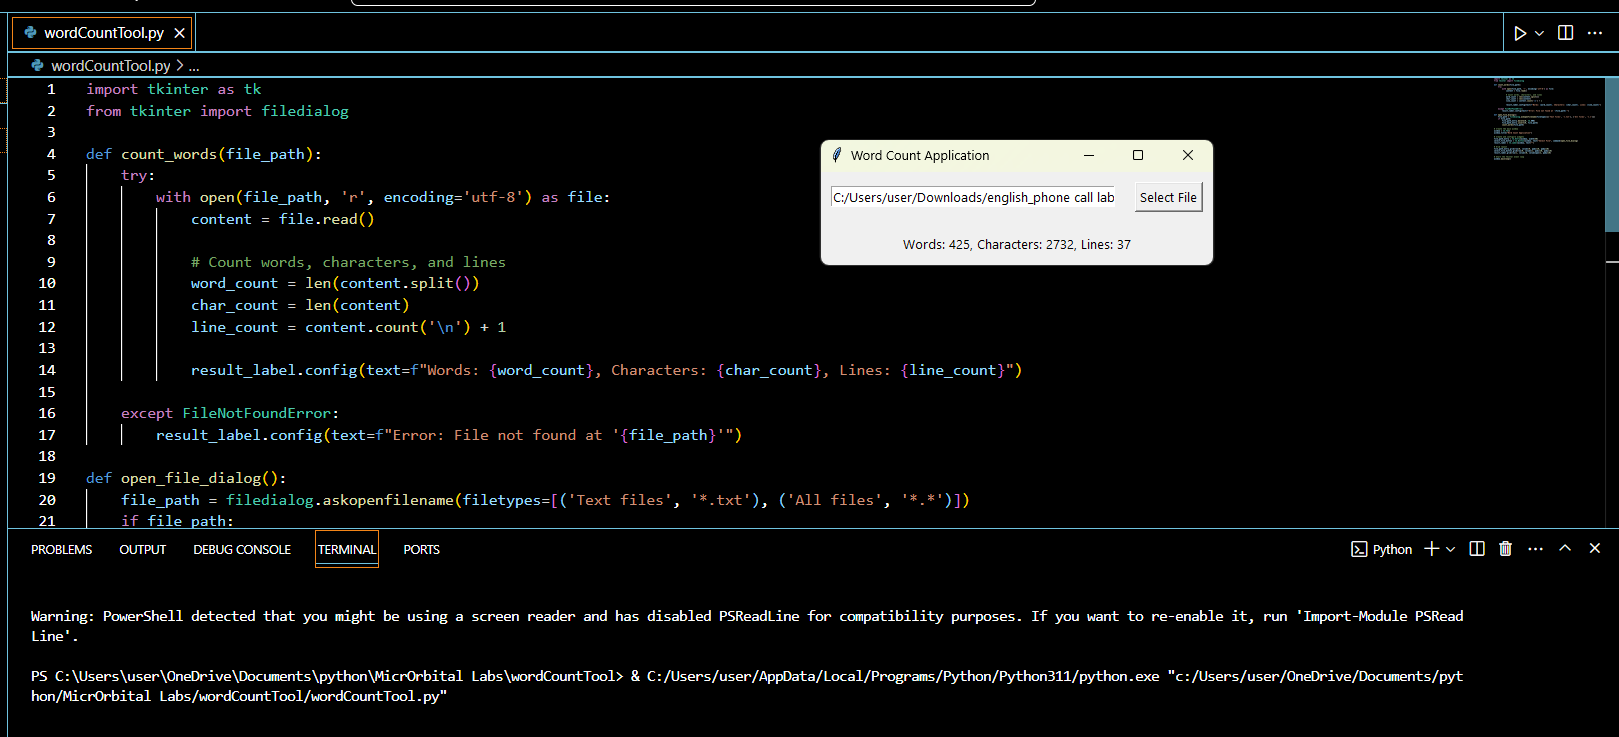 wordCountTool.py
wordCountTool.py > ...
1 import tkinter as tk
2 from tkinter import filedialog
3
4 def count_words(file_path):
5     try:
6         with open(file_path, 'r', encoding='utf-8') as file:
7             content = file.read()
8
9             # Count words, characters, and lines
10             word_count = len(content.split())
11             char_count = len(content)
12             line_count = content.count('\n') + 1
13
14             result_label.config(text=f"Words: {word_count}, Characters: {char_count}, Lines: {line_count}")
15
16     except FileNotFoundError:
17         result_label.config(text=f"Error: File not found at '{file_path}'")
18
19 def open_file_dialog():
20     file_path = filedialog.askopenfilename(filetypes=[('Text files', '*.txt'), ('All files', '*.*')])
21     if file_path:
Word Count Application
C:/Users/user/Downloads/english_phone call lab
Select File
Words: 425, Characters: 2732, Lines: 37
PROBLEMS OUTPUT DEBUG CONSOLE TERMINAL PORTS
Python
Warning: PowerShell detected that you might be using a screen reader and has disabled PSReadLine for compatibility purposes. If you want to re-enable it, run 'Import-Module PSRead
Line'.
PS C:\Users\user\OneDrive\Documents\python\MicrOrbital Labs\wordCountTool> & C:/Users/user/AppData/Local/Programs/Python/Python311/python.exe "c:/Users/user/OneDrive/Documents/pyt
hon/MicrOrbital Labs/wordCountTool/wordCountTool.py"